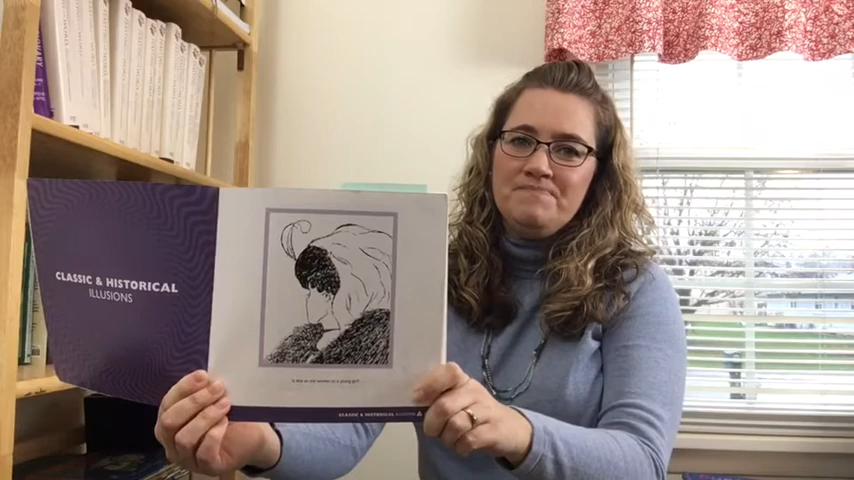 CLASSIC & HISTORICAL
ILLUSIONS
Is this an old woman or a young girl?
CLASSIC & HISTORICAL ILLUSIONS